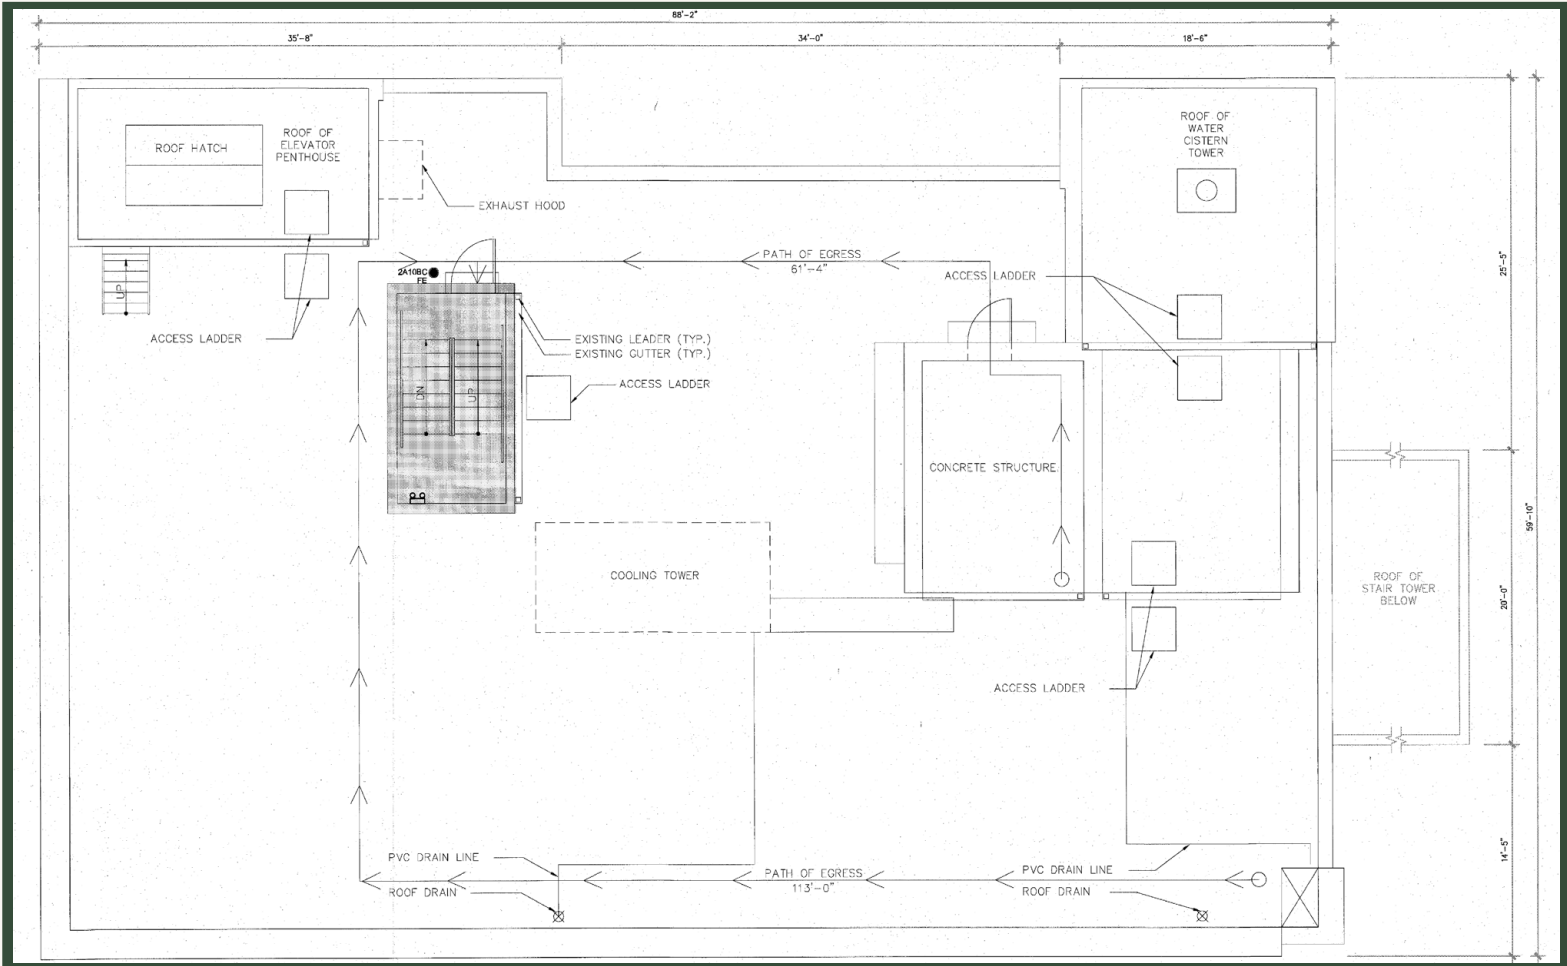 88'-2"
35'-8"
34'-0"
18'-6"
ROOF HATCH
ROOF OF
ELEVATOR
PENTHOUSE
ROOF OF
WATER
CISTERN
TOWER
EXHAUST HOOD
UP
ACCESS LADDER
2A10BC
FE
PATH OF EGRESS
61'-4"
ACCESS LADDER
25'-5"
EXISTING LEADER (TYP.)
EXISTING GUTTER (TYP.)
ACCESS LADDER
DN
UP
CONCRETE STRUCTURE
59'-10"
COOLING TOWER
ROOF OF
STAIR TOWER
BELOW
20'-0"
ACCESS LADDER
PVC DRAIN LINE
ROOF DRAIN
PATH OF EGRESS
113'-0"
PVC DRAIN LINE
ROOF DRAIN
14'-5"